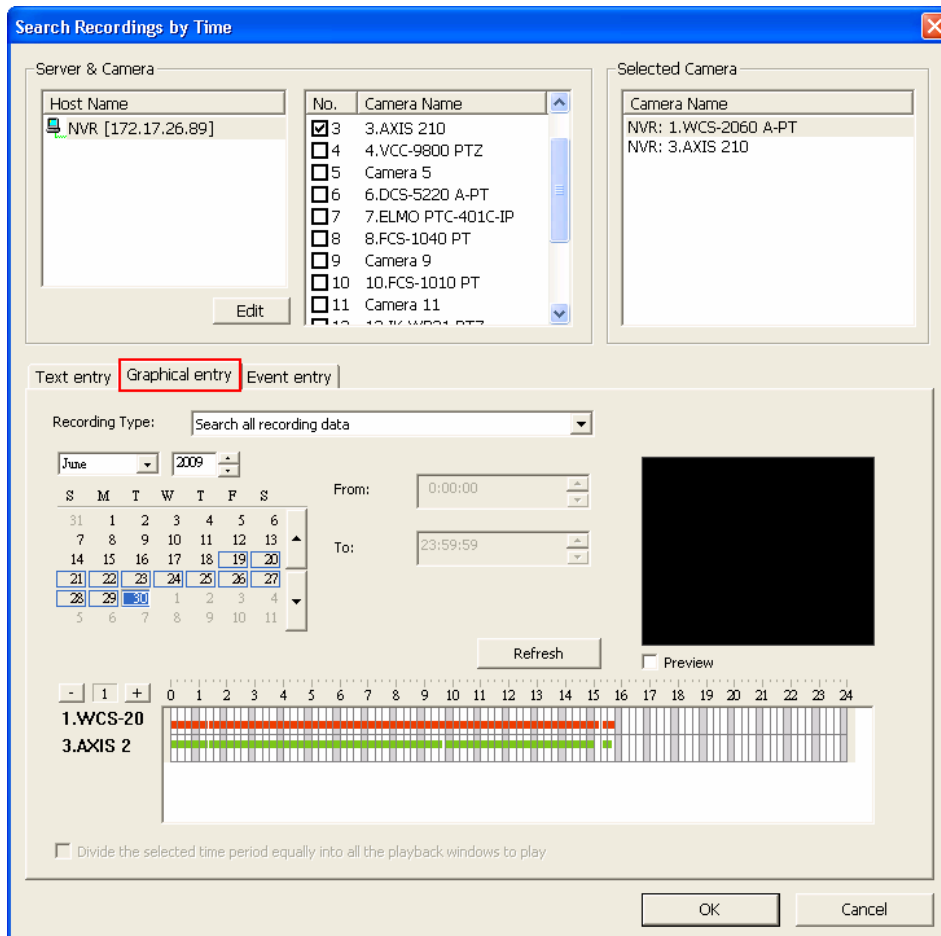 Search Recordings by Time
Server & Camera
Host Name
NVR [172.17.26.89]
Edit
No. Camera Name
3 3.AXIS 210
4 4.VCC-9800 PTZ
5 Camera 5
6 6.DCS-5220 A-PT
7 7.ELMO PTC-401C-IP
8 8.FCS-1040 PT
9 Camera 9
10 10.FCS-1010 PT
11 Camera 11
Selected Camera
Camera Name
NVR: 1.WCS-2060 A-PT
NVR: 3.AXIS 210
Text entry Graphical entry Event entry
Recording Type: Search all recording data
June 2009
S M T W T F S
31 1 2 3 4 5 6
7 8 9 10 11 12 13
14 15 16 17 18 19 20
21 22 23 24 25 26 27
28 29 30 1 2 3 4
5 6 7 8 9 10 11
From: 0:00:00
To: 23:59:59
Refresh
Preview
- 1 + 0 1 2 3 4 5 6 7 8 9 10 11 12 13 14 15 16 17 18 19 20 21 22 23 24
1.WCS-20
3.AXIS 2
Divide the selected time period equally into all the playback windows to play
OK Cancel